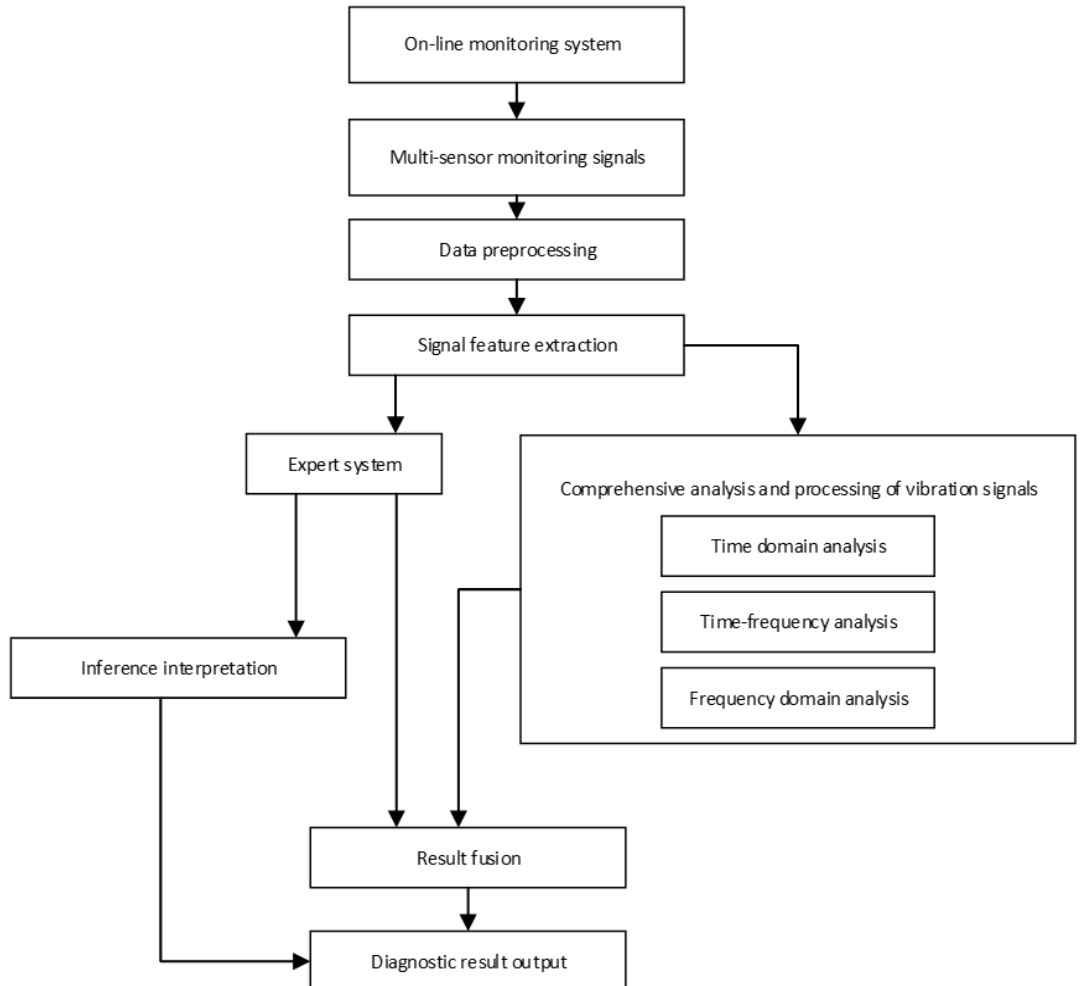 On-line monitoring system
Multi-sensor monitoring signals
Data preprocessing
Signal feature extraction
Expert system
Comprehensive analysis and processing of vibration signals
Time domain analysis
Time-frequency analysis
Frequency domain analysis
Inference interpretation
Result fusion
Diagnostic result output